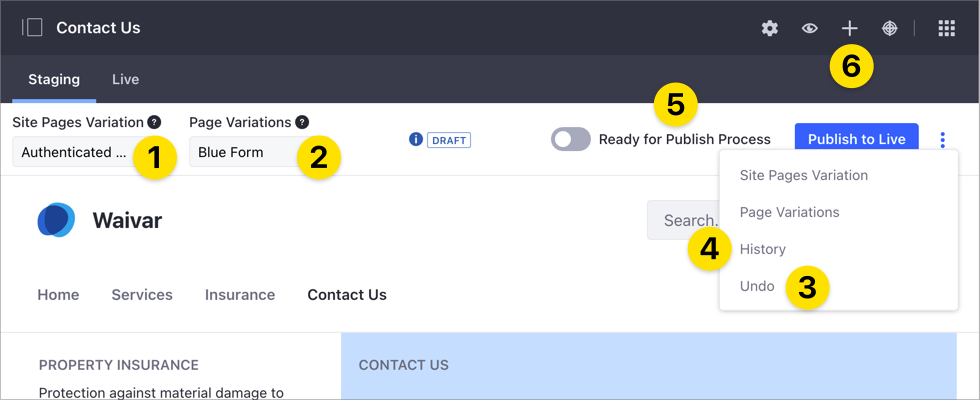 Contact Us
6
Staging Live
5
Site Pages Variation ? Page Variations ?
Authenticated ... 1 Blue Form 2 i DRAFT Ready for Publish Process Publish to Live
Site Pages Variation
Page Variations
4 History
Undo 3
Waivar Search.
Home Services Insurance Contact Us
PROPERTY INSURANCE CONTACT US
Protection against material damage to